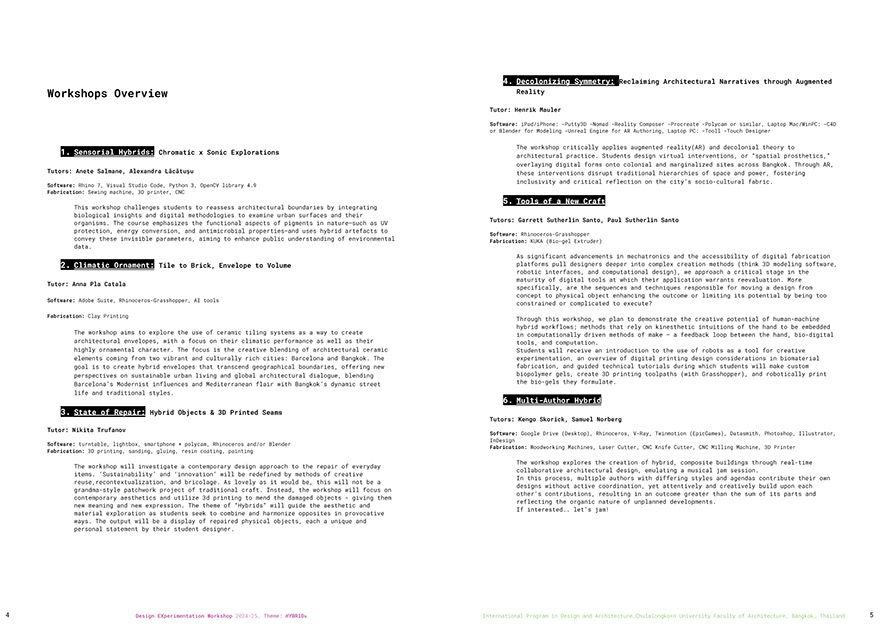 Workshops Overview
1. Sensorial Hybrids: Chromatic x Sonic Explorations
Tutors: Anete Salmane, Alexandra Lăcătușu
Software: Rhino 7, Visual Studio Code, Python 3, OpenCV library 4.9
Fabrication: Sewing machine, 3D printer, CNC
This workshop challenges students to reassess architectural boundaries by integrating
biological insights and digital methodologies to examine urban surfaces and their
organisms. The course emphasizes the functional aspects of pigments in nature—such as UV
protection, energy conversion, and antimicrobial properties—and uses hybrid artefacts to
convey these invisible parameters, aiming to enhance public understanding of environmental
data.
2. Climatic Ornament: Tile to Brick, Envelope to Volume
Tutor: Anna Pla Catala
Software: Adobe Suite, Rhinoceros-Grasshopper, AI tools
Fabrication: Clay Printing
The workshop aims to explore the use of ceramic tiling systems as a way to create
architectural envelopes, with a focus on their climatic performance as well as their
highly ornamental character. The focus is the creative blending of architectural ceramic
elements coming from two vibrant and culturally rich cities: Barcelona and Bangkok. The
goal is to create hybrid envelopes that transcend geographical boundaries, offering new
perspectives on sustainable urban living and global architectural dialogue, blending
Barcelona's Modernist influences and Mediterranean flair with Bangkok's dynamic street
life and traditional styles.
3. State of Repair: Hybrid Objects & 3D Printed Seams
Tutor: Nikita Trufanov
Software: turntable, lightbox, smartphone + polycam, Rhinoceros and/or Blender
Fabrication: 3D printing, sanding, gluing, resin coating, painting
The workshop will investigate a contemporary design approach to the repair of everyday
items. 'Sustainability' and 'innovation' will be redefined by methods of creative
reuse,recontextualization, and bricolage. As lovely as it would be, this will not be a
grandma-style patchwork project of traditional craft. Instead, the workshop will focus on
contemporary aesthetics and utilize 3d printing to mend the damaged objects - giving them
new meaning and new expression. The theme of "Hybrids" will guide the aesthetic and
material exploration as students seek to combine and harmonize opposites in provocative
ways. The output will be a display of repaired physical objects, each a unique and
personal statement by their student designer.
4
Design EXperimentation Workshop 2024-25, Theme: HYBRIDs
4. Decolonizing Symmetry: Reclaiming Architectural Narratives through Augmented
Reality
Tutor: Henrik Mauler
Software: iPad/iPhone: -Putty3D -Nomad -Reality Composer -Procreate -Polycam or similar, Laptop Mac/WinPC: -C4D
or Blender for Modeling -Unreal Engine for AR Authoring, Laptop PC: -Tooll -Touch Designer
The workshop critically applies augmented reality(AR) and decolonial theory to
architectural practice. Students design virtual interventions, or "spatial prosthetics,"
overlaying digital forms onto colonial and marginalized sites across Bangkok. Through AR,
these interventions disrupt traditional hierarchies of space and power, fostering
inclusivity and critical reflection on the city's socio-cultural fabric.
5. Tools of a New Craft
Tutors: Garrett Sutherlin Santo, Paul Sutherlin Santo
Software: Rhinoceros-Grasshopper
Fabrication: KUKA (Bio-gel Extruder)
As significant advancements in mechatronics and the accessibility of digital fabrication
platforms pull designers deeper into complex creation methods (think 3D modeling software,
robotic interfaces, and computational design), we approach a critical stage in the
maturity of digital tools at which their application warrants reevaluation. More
specifically, are the sequences and techniques responsible for moving a design from
concept to physical object enhancing the outcome or limiting its potential by being too
constrained or complicated to execute?
Through this workshop, we plan to demonstrate the creative potential of human-machine
hybrid workflows; methods that rely on kinesthetic intuitions of the hand to be embedded
in computationally driven methods of make - a feedback loop between the hand, bio-digital
tools, and computation.
Students will receive an introduction to the use of robots as a tool for creative
experimentation, an overview of digital printing design considerations in biomaterial
fabrication, and guided technical tutorials during which students will make custom
biopolymer gels, create 3D printing toolpaths (with Grasshopper), and robotically print
the bio-gels they formulate.
6. Multi-Author Hybrid
Tutors: Kengo Skorick, Samuel Norberg
Software: Google Drive (Desktop), Rhinoceros, V-Ray, Twinmotion (EpicGames), Datasmith, Photoshop, Illustrator,
InDesign
Fabrication: Woodworking Machines, Laser Cutter, CNC Knife Cutter, CNC Milling Machine, 3D Printer
The workshop explores the creation of hybrid, composite buildings through real-time
collaborative architectural design, emulating a musical jam session.
In this process, multiple authors with differing styles and agendas contribute their own
designs without active coordination, yet attentively and creatively build upon each
other's contributions, resulting in an outcome greater than the sum of its parts and
reflecting the organic nature of unplanned developments.
If interested.. let's jam!
International Program in Design and Architecture,Chulalongkorn University Faculty of Architecture, Bangkok, Thailand
5